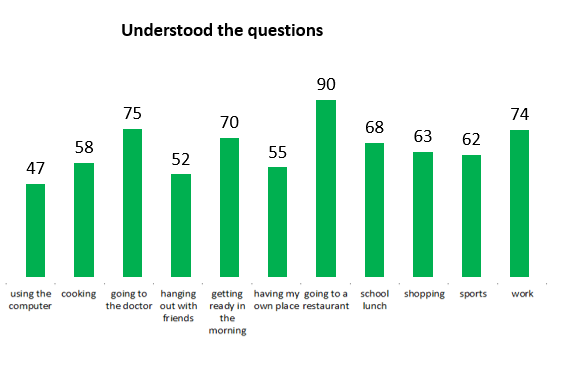 Understood the questions
47
58
75
52
70
55
90
68
63
62
74
using the
computer
cooking
going to
the doctor
hanging
out with
friends
getting
ready in
the
morning
having my
own place
going to a
restaurant
school
lunch
shopping
sports
work